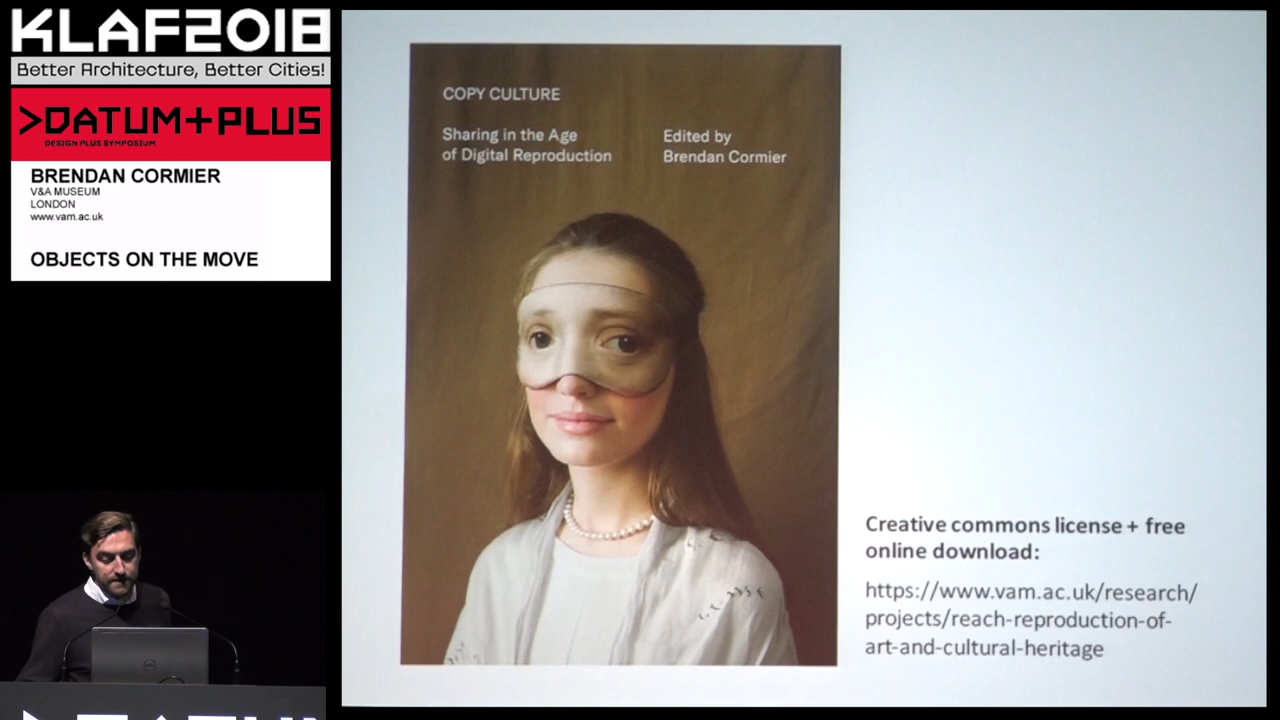 KLAF2018
Better Architecture, Better Cities!
>DATUM+PLUS
DESIGN PLUS SYMPOSIUM
BRENDAN CORMIER
V&A MUSEUM
LONDON
www.vam.ac.uk
OBJECTS ON THE MOVE
COPY CULTURE
Sharing in the Age
of Digital Reproduction
Edited by
Brendan Cormier
Creative commons license + free
online download:
https://www.vam.ac.uk/research/
projects/reach-reproduction-of-
art-and-cultural-heritage